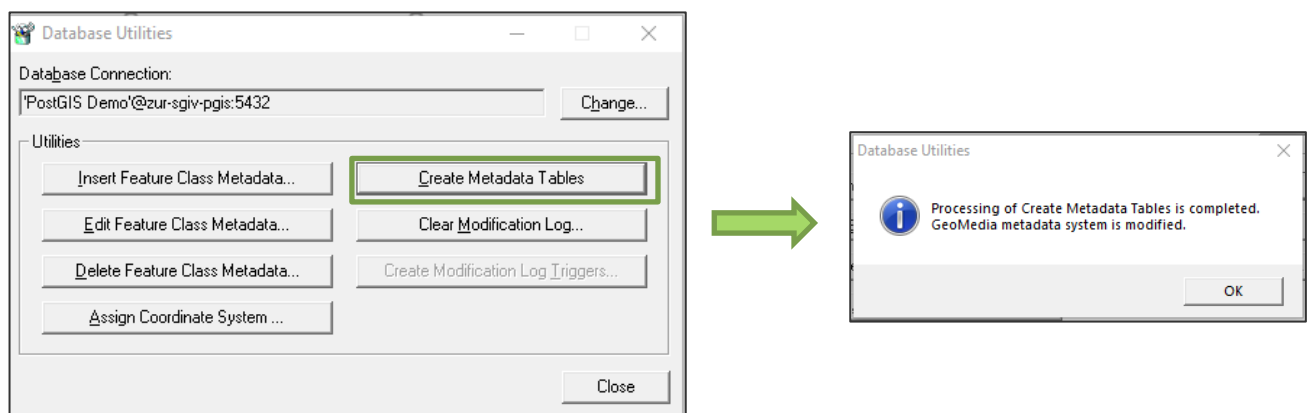 Database Utilities
Database Connection:
'PostGIS Demo'@zur-sgiv-pgis:5432
Change...
Utilities
Insert Feature Class Metadata...
Create Metadata Tables
Edit Feature Class Metadata...
Clear Modification Log...
Delete Feature Class Metadata...
Create Modification Log Triggers...
Assign Coordinate System ...
Close
Database Utilities
Processing of Create Metadata Tables is completed.
GeoMedia metadata system is modified.
OK